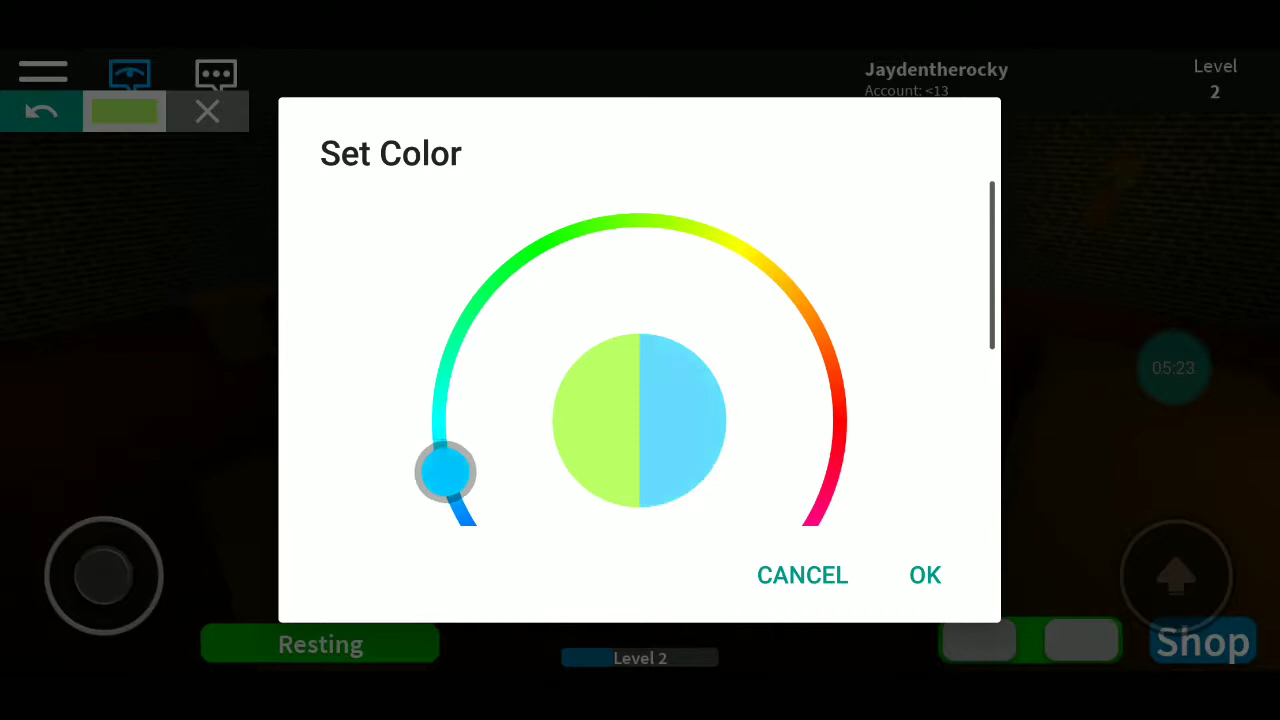 Jaydentherocky
Account: <13
Level
2
Set Color
05:23
CANCEL
OK
Resting
Level 2
Shop